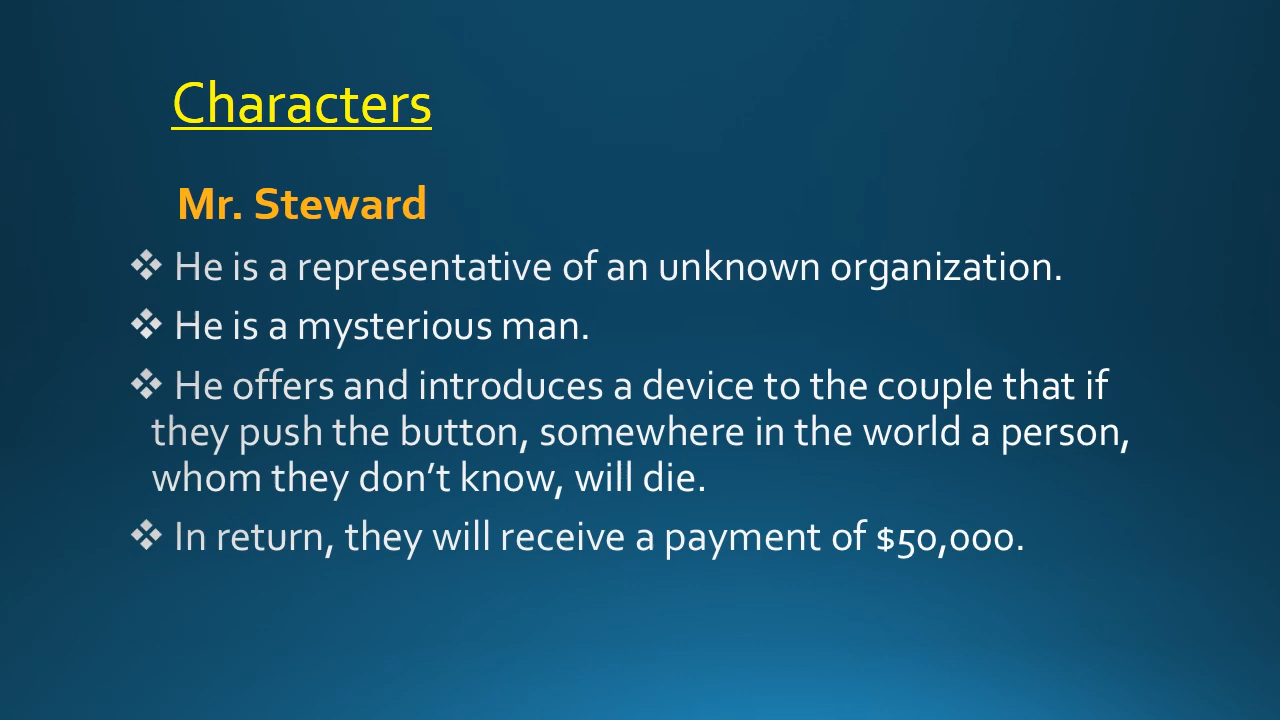 Characters
Mr. Steward
❖ He is a representative of an unknown organization.
❖ He is a mysterious man.
❖ He offers and introduces a device to the couple that if
they push the button, somewhere in the world a person,
whom they don’t know, will die.
❖ In return, they will receive a payment of $50,000.